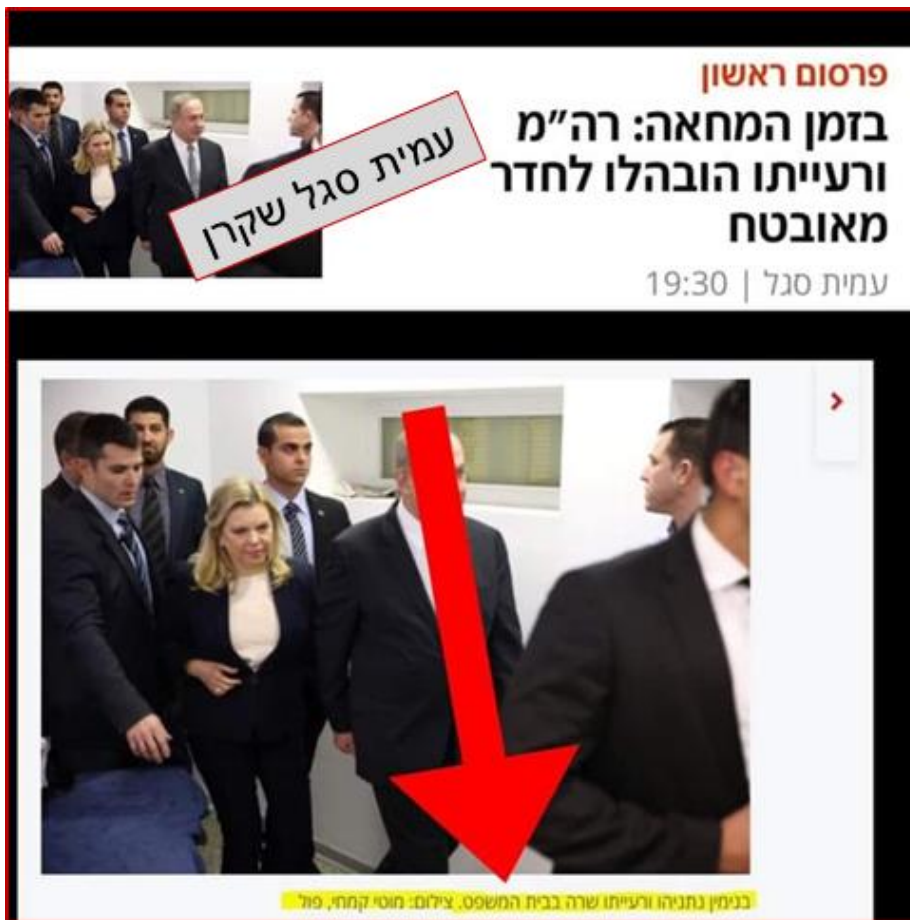 פרסום ראשון
בזמן המחאה: רה״מ
ורעייתו הובהלו לחדר
מאובטח
עמית סגל | 19:30
עמית סגל שקרן
בנימין נתניהו ורעייתו שרה בבית המשפט, צילום: מוטי קמחי, פול